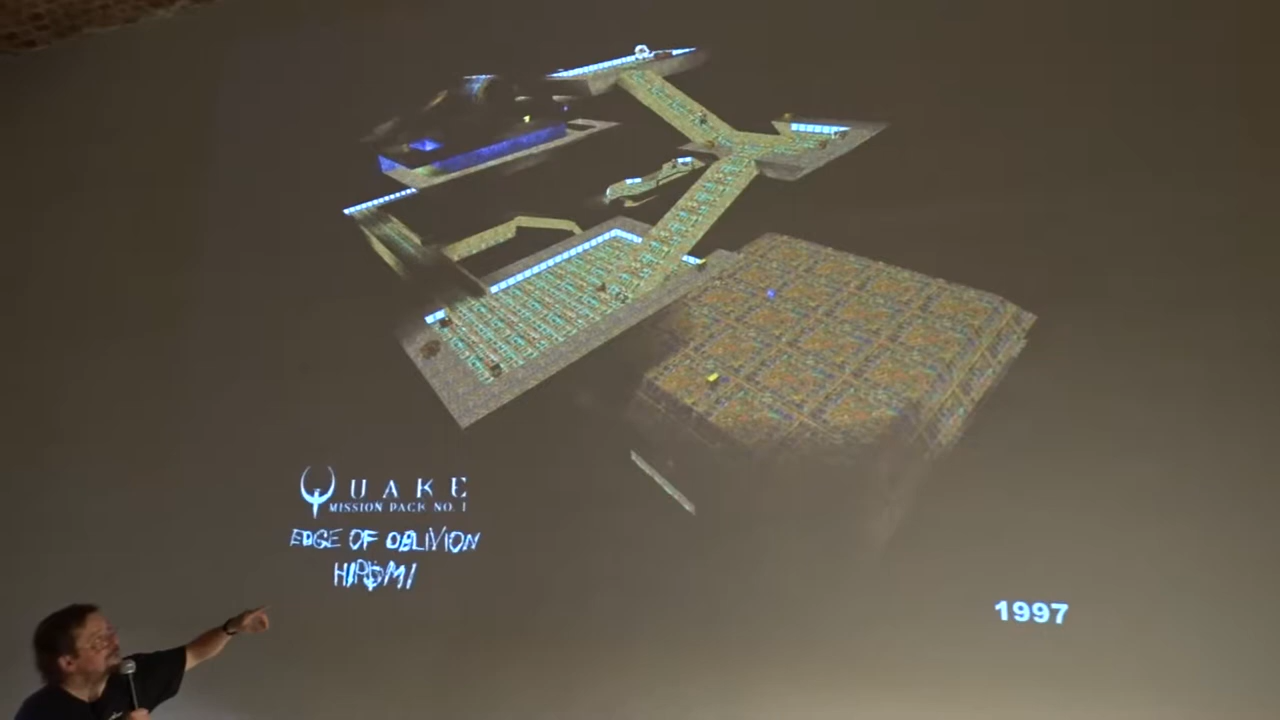 QUAKE
MISSION PACK NO. 1
EDGE OF OBLIVION
HIPDM1
1997